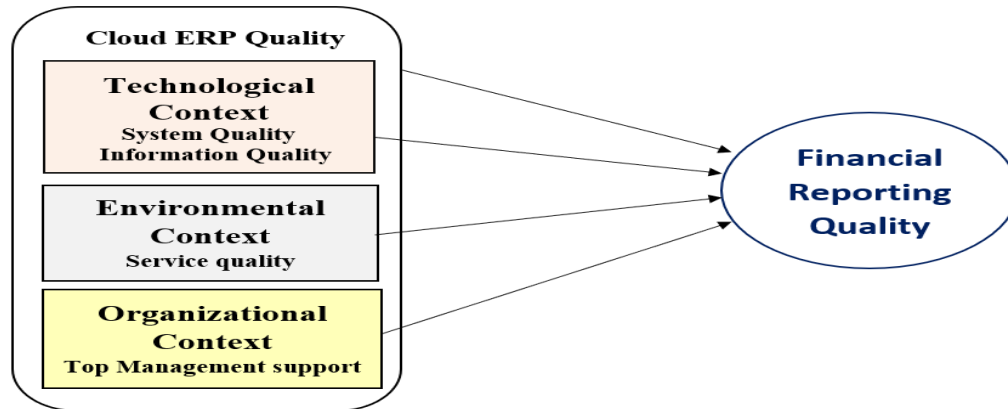 Cloud ERP Quality
Technological
Context
System Quality
Information Quality
Environmental
Context
Service quality
Organizational
Context
Top Management support
Financial
Reporting
Quality